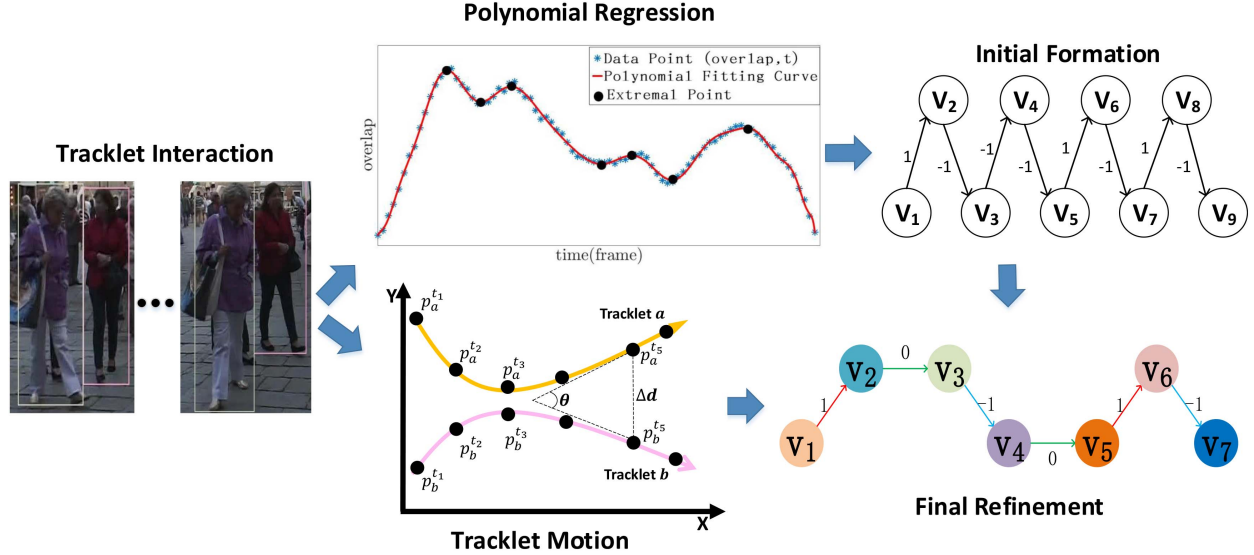 Polynomial Regression
Data Point (overlap,t)
Polynomial Fitting Curve
Extremal Point
overlap
time(frame)
Tracklet Interaction
Initial Formation
V2 V4 V6 V8
1 -1 -1 -1 1 -1 1 -1
V1 V3 V5 V7 V9
Y
p_a^{t_1}
p_a^{t_2}
p_a^{t_3}
Tracklet a
p_a^{t_5}
θ
Δd
p_b^{t_1}
p_b^{t_2}
p_b^{t_3}
p_b^{t_5}
Tracklet b
X
Tracklet Motion
0
V2 V3 V6
1 -1 1 -1
V1 V4 V5 V7
0
Final Refinement